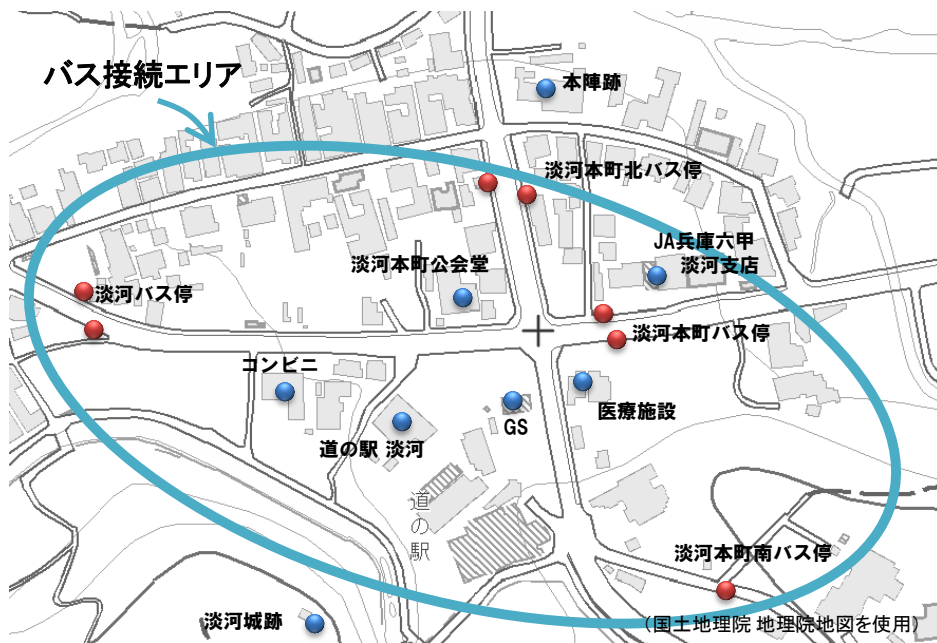 バス接続エリア
本陣跡
淡河本町北バス停
JA兵庫六甲
淡河支店
淡河本町公会堂
淡河バス停
淡河本町バス停
コンビニ
医療施設
GS
道の駅 淡河
道の駅
淡河本町南バス停
淡河城跡
（国土地理院 地理院地図を使用）